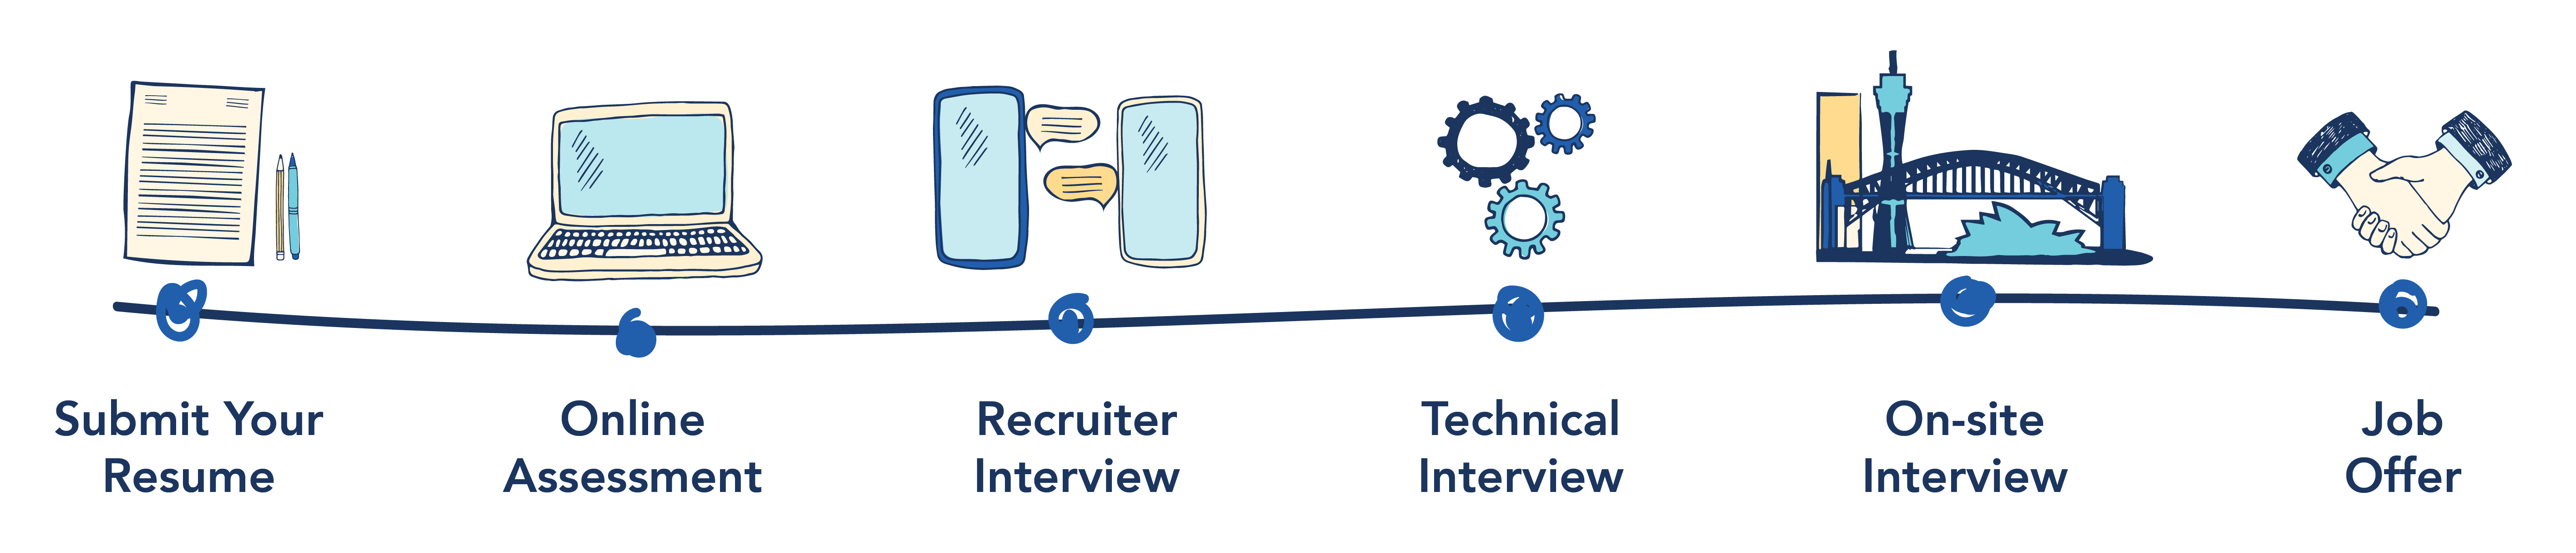 Submit Your
Resume
Online
Assessment
Recruiter
Interview
Technical
Interview
On-site
Interview
Job
Offer